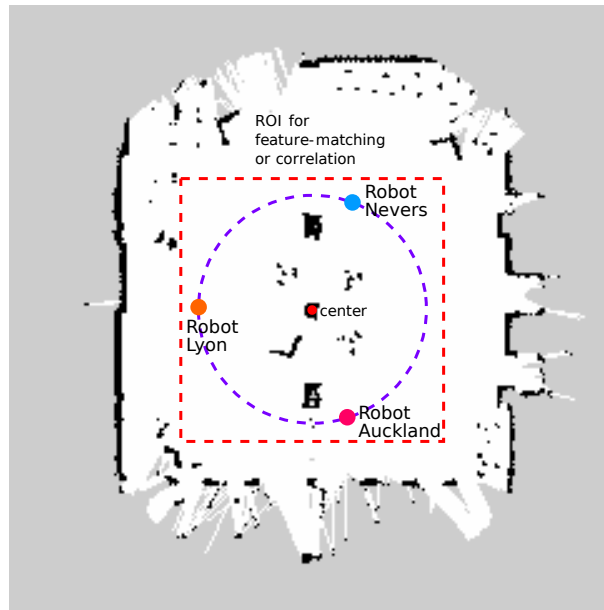 ROI for
feature-matching
or correlation
Robot
Nevers
center
Robot
Lyon
Robot
Auckland